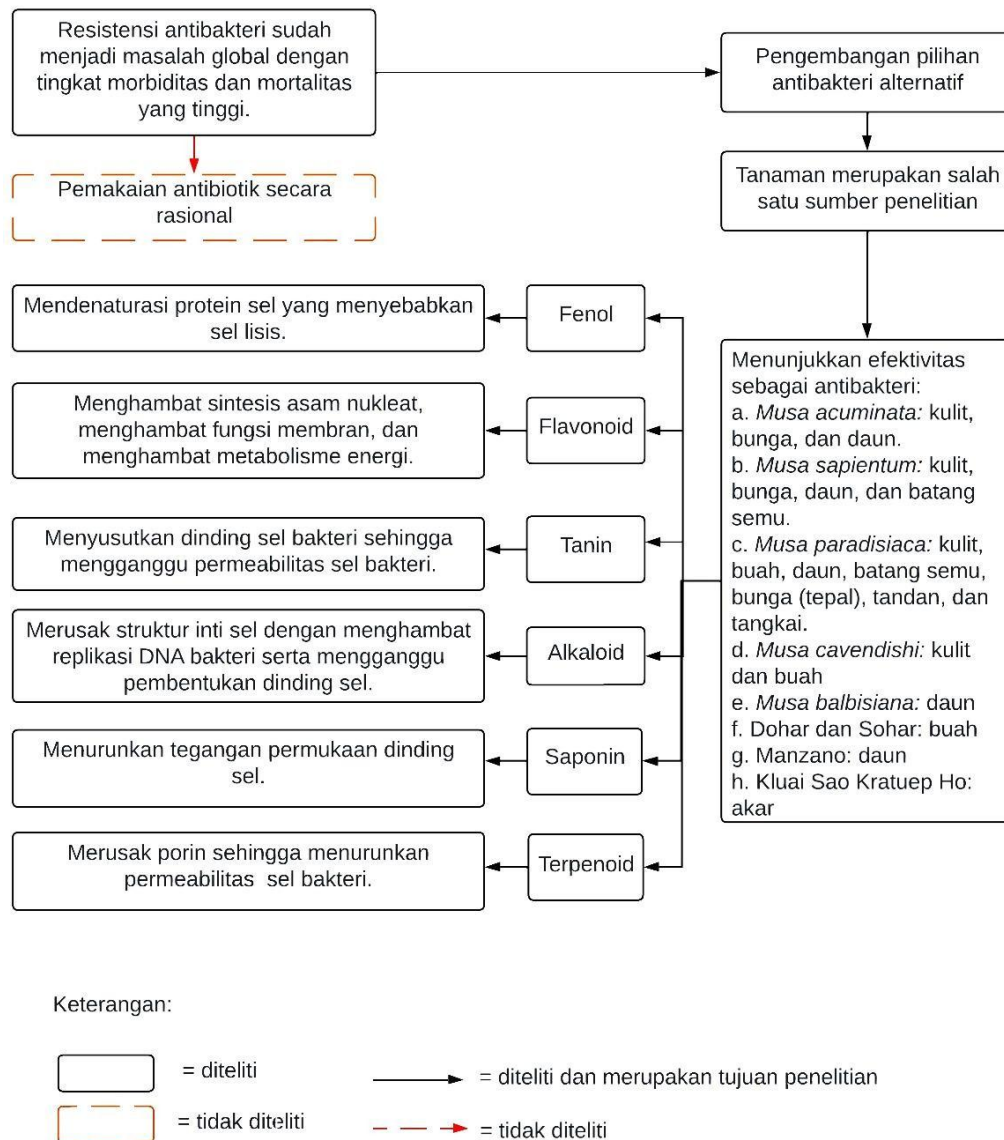 Resistensi antibakteri sudah
menjadi masalah global dengan
tingkat morbiditas dan mortalitas
yang tinggi.
Pengembangan pilihan
antibakteri alternatif
Pemakaian antibiotik secara
rasional
Tanaman merupakan salah
satu sumber penelitian
Mendenaturasi protein sel yang menyebabkan
sel lisis.
Fenol
Menghambat sintesis asam nukleat,
menghambat fungsi membran, dan
menghambat metabolisme energi.
Flavonoid
Menyusutkan dinding sel bakteri sehingga
mengganggu permeabilitas sel bakteri.
Tanin
Merusak struktur inti sel dengan menghambat
replikasi DNA bakteri serta mengganggu
pembentukan dinding sel.
Alkaloid
Menurunkan tegangan permukaan dinding
sel.
Saponin
Merusak porin sehingga menurunkan
permeabilitas sel bakteri.
Terpenoid
Menunjukkan efektivitas
sebagai antibakteri:
a. Musa acuminata: kulit,
bunga, dan daun.
b. Musa sapientum: kulit,
bunga, daun, dan batang
semu.
c. Musa paradisiaca: kulit,
buah, daun, batang semu,
bunga (tepal), tandan, dan
tangkai.
d. Musa cavendishi: kulit
dan buah
e. Musa balbisiana: daun
f. Dohar dan Sohar: buah
g. Manzano: daun
h. Kluai Sao Kratuep Ho:
akar
Keterangan:
= diteliti
= diteliti dan merupakan tujuan penelitian
= tidak diteliti
= tidak diteliti